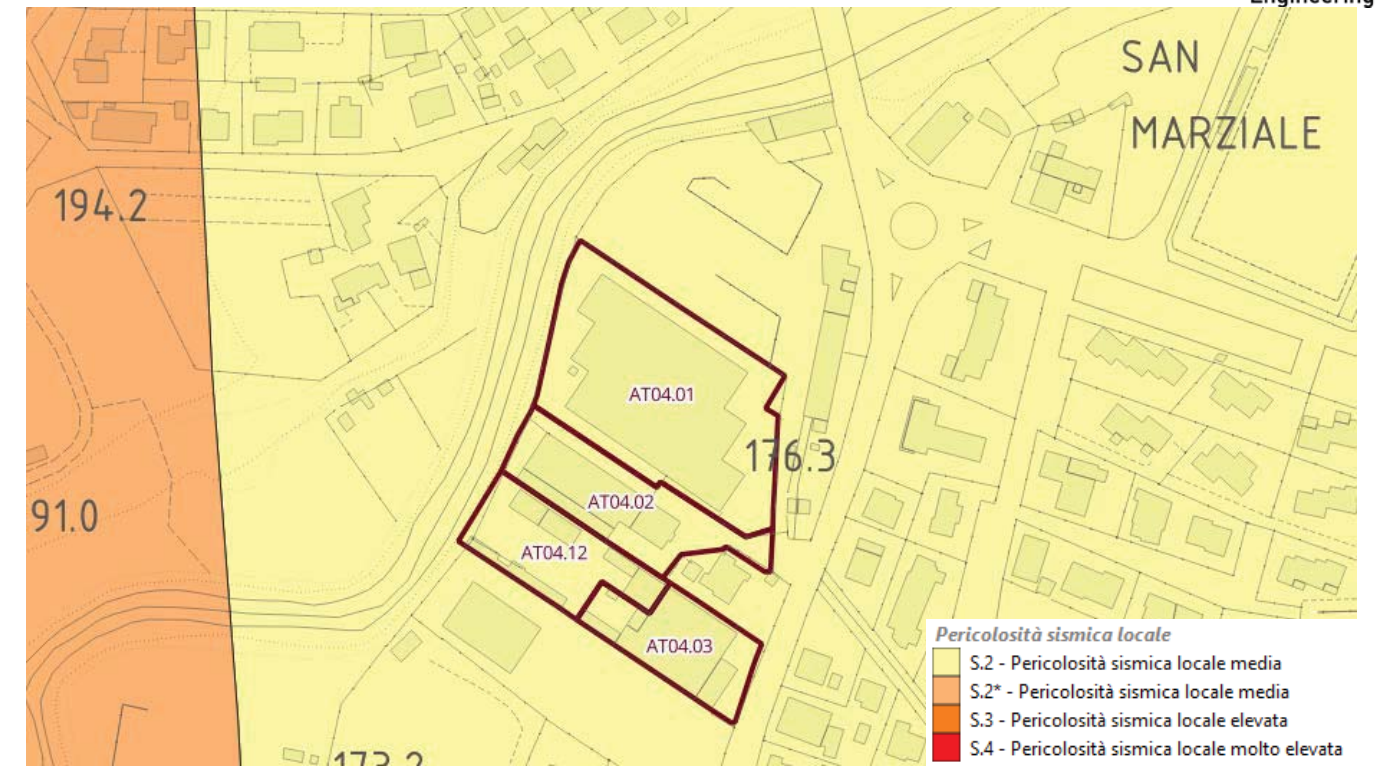 Engineering
SAN
MARZIALE
194.2
AT04.01
176.3
AT04.02
91.0
AT04.12
AT04.03
173.2
Pericolosità sismica locale
S.2 - Pericolosità sismica locale media
S.2* - Pericolosità sismica locale media
S.3 - Pericolosità sismica locale elevata
S.4 - Pericolosità sismica locale molto elevata